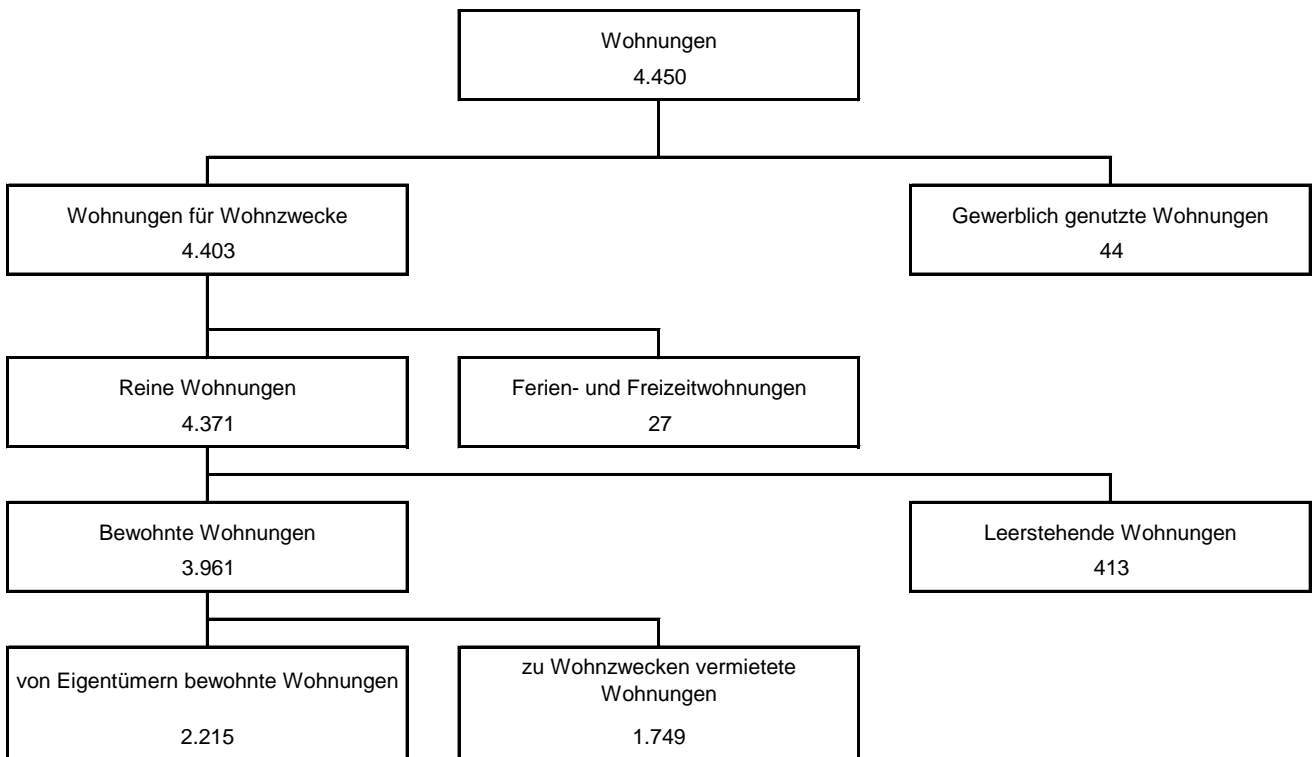 Wohnungen
4.450
Wohnungen für Wohnzwecke
4.403
Gewerblich genutzte Wohnungen
44
Reine Wohnungen
4.371
Ferien- und Freizeitwohnungen
27
Bewohnte Wohnungen
3.961
Leerstehende Wohnungen
413
von Eigentümern bewohnte Wohnungen
2.215
zu Wohnzwecken vermietete
Wohnungen
1.749